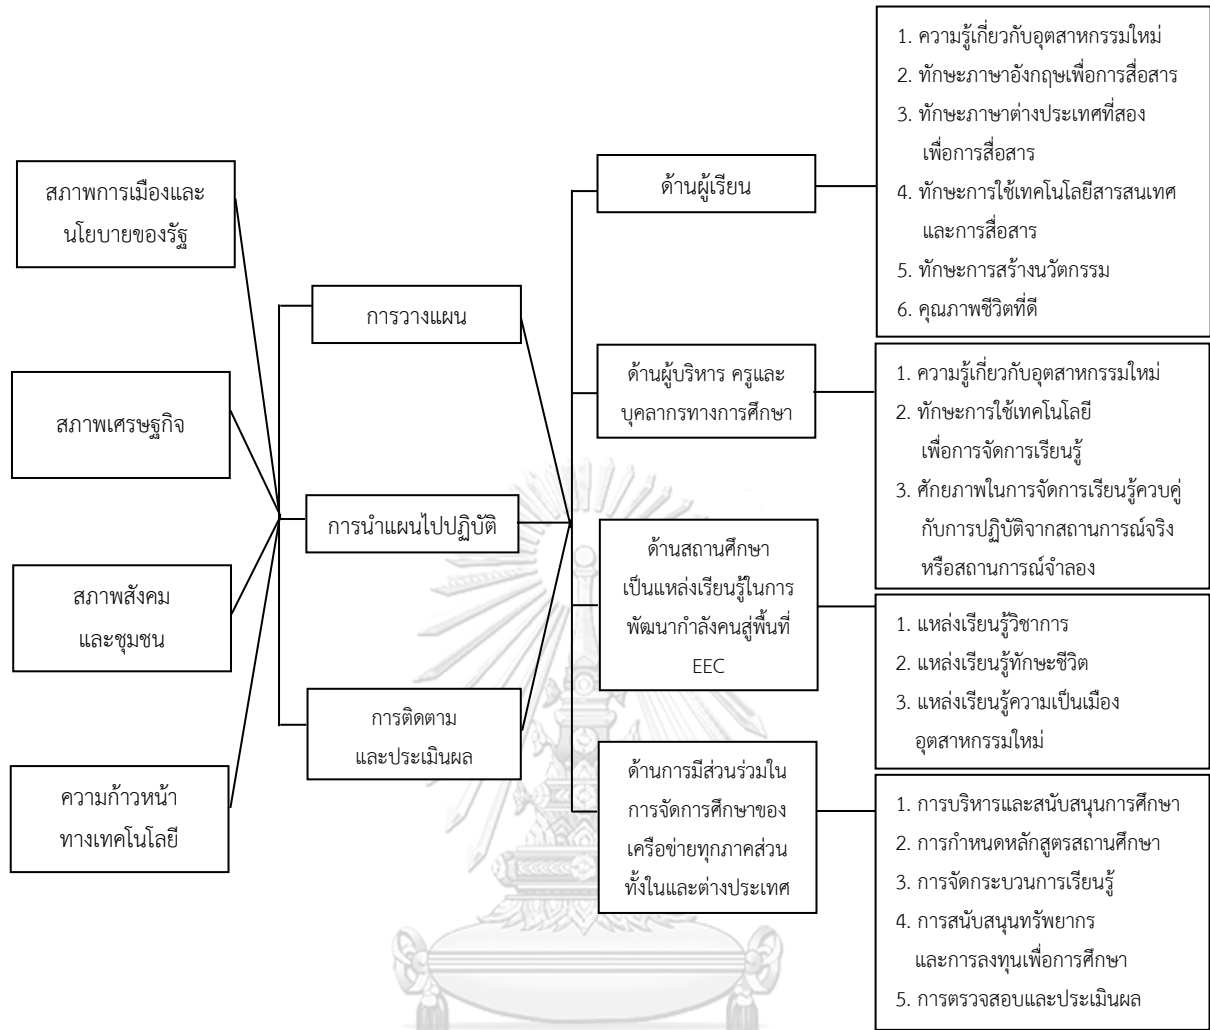 สภาพการเมืองและ
นโยบายของรัฐ
สภาพเศรษฐกิจ
สภาพสังคม
และชุมชน
ความก้าวหน้า
ทางเทคโนโลยี
การวางแผน
การนำแผนไปปฏิบัติ
การติดตาม
และประเมินผล
ด้านผู้เรียน
ด้านผู้บริหาร ครูและ
บุคลากรทางการศึกษา
ด้านสถานศึกษา
เป็นแหล่งเรียนรู้ในการ
พัฒนากำลังคนสู่พื้นที่
EEC
ด้านการมีส่วนร่วมใน
การจัดการศึกษาของ
เครือข่ายทุกภาคส่วน
ทั้งในและต่างประเทศ
1. ความรู้เกี่ยวกับอุตสาหกรรมใหม่
2. ทักษะภาษาอังกฤษเพื่อการสื่อสาร
3. ทักษะภาษาต่างประเทศที่สอง
เพื่อการสื่อสาร
4. ทักษะการใช้เทคโนโลยีสารสนเทศ
และการสื่อสาร
5. ทักษะการสร้างนวัตกรรม
6. คุณภาพชีวิตที่ดี
1. ความรู้เกี่ยวกับอุตสาหกรรมใหม่
2. ทักษะการใช้เทคโนโลยี
เพื่อการจัดการเรียนรู้
3. ศักยภาพในการจัดการเรียนรู้ควบคู่
กับการปฏิบัติจากสถานการณ์จริง
หรือสถานการณ์จำลอง
1. แหล่งเรียนรู้วิชาการ
2. แหล่งเรียนรู้ทักษะชีวิต
3. แหล่งเรียนรู้ความเป็นเมือง
อุตสาหกรรมใหม่
1. การบริหารและสนับสนุนการศึกษา
2. การกำหนดหลักสูตรสถานศึกษา
3. การจัดกระบวนการเรียนรู้
4. การสนับสนุนทรัพยากร
และการลงทุนเพื่อการศึกษา
5. การตรวจสอบและประเมินผล